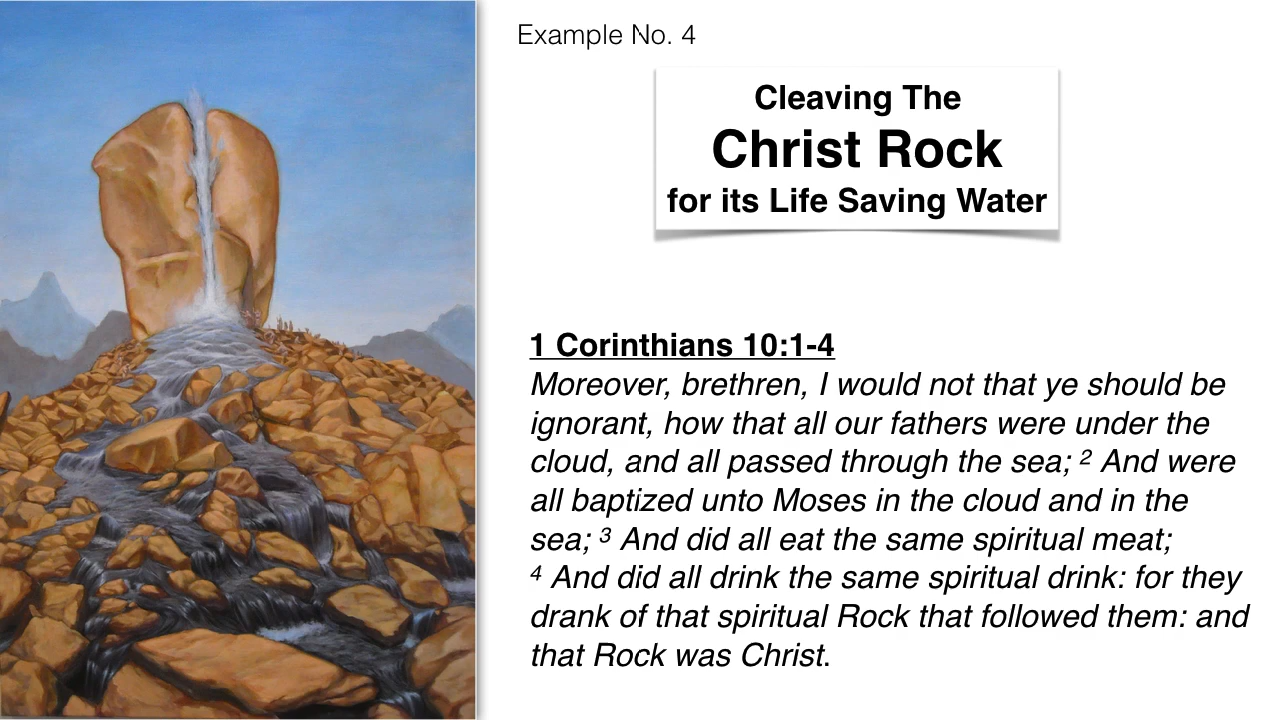 Example No. 4
Cleaving The
Christ Rock
for its Life Saving Water
1 Corinthians 10:1-4
Moreover, brethren, I would not that ye should be
ignorant, how that all our fathers were under the
cloud, and all passed through the sea; 2 And were
all baptized unto Moses in the cloud and in the
sea; 3 And did all eat the same spiritual meat;
4 And did all drink the same spiritual drink: for they
drank of that spiritual Rock that followed them: and
that Rock was Christ.